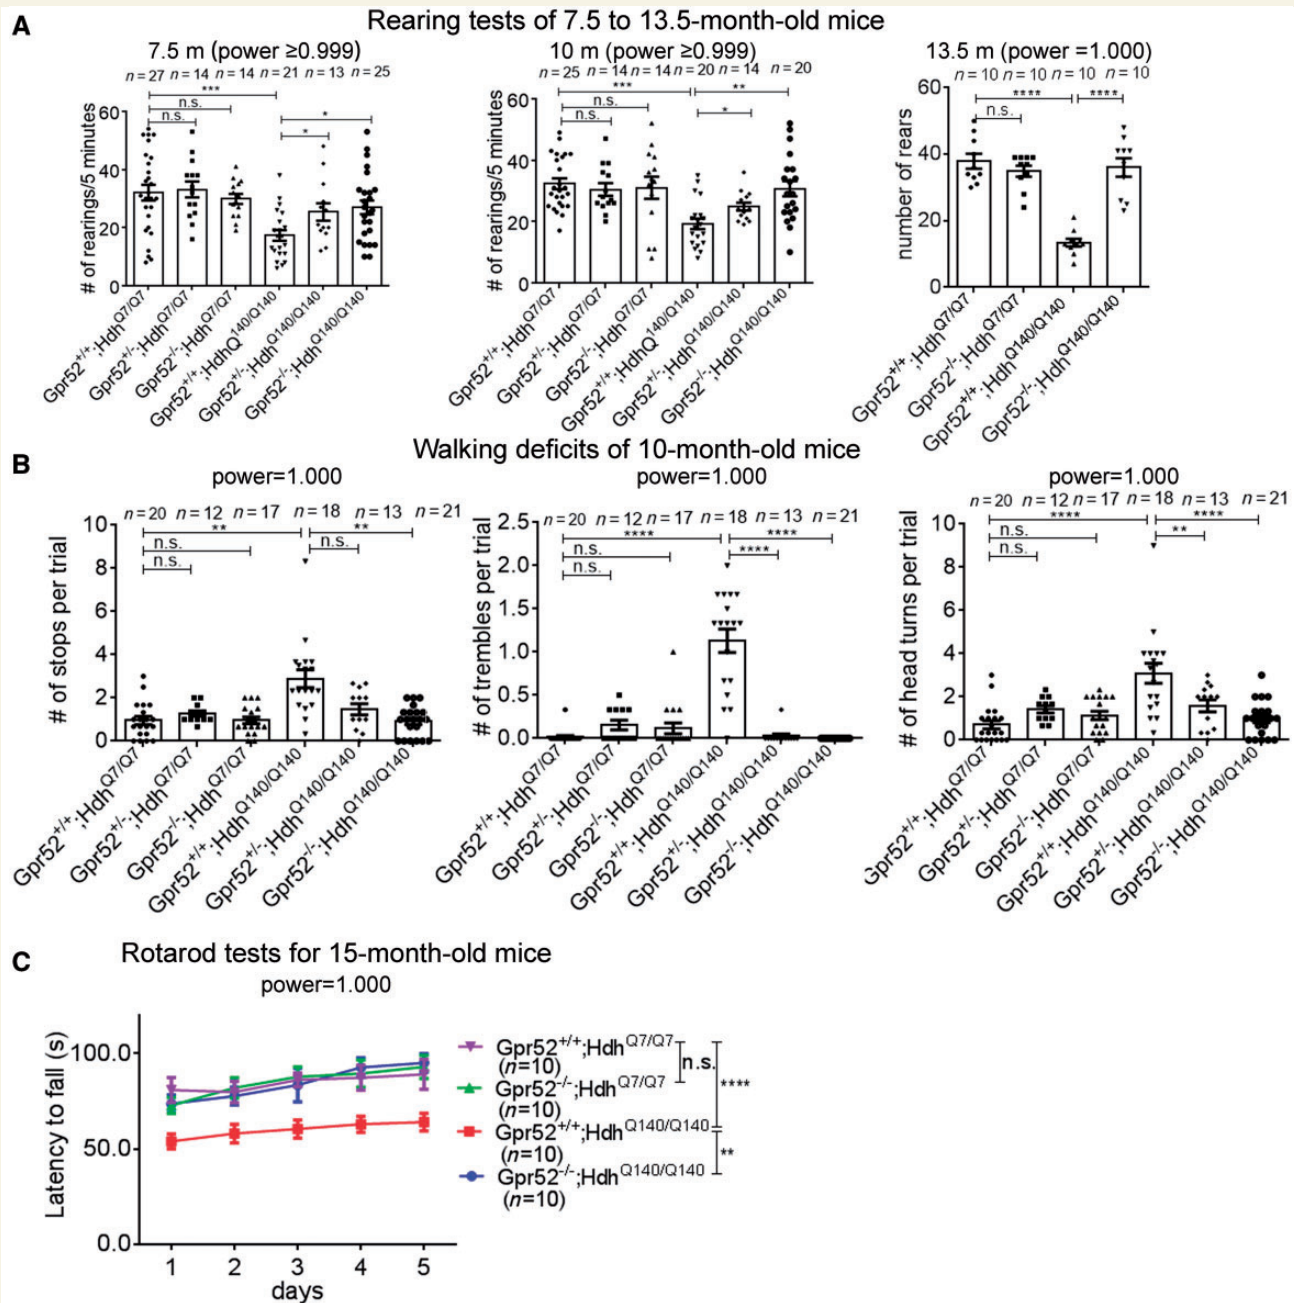 A
Rearing tests of 7.5 to 13.5-month-old mice
7.5 m (power ≥0.999)
n=27 n=14 n=14 n=21 n=13 n=25
***
n.s.
n.s.
*
*
# of rearings/5 minutes
60
40
20
0
Gpr52+/+;HdhQ7/Q7
Gpr52+/-;HdhQ7/Q7
Gpr52-/-;HdhQ7/Q7
Gpr52+/+;HdhQ140/Q140
Gpr52+/-;HdhQ140/Q140
Gpr52-/-;HdhQ140/Q140
10 m (power ≥0.999)
n=25 n=14 n=14 n=20 n=14 n=20
***
**
n.s.
n.s.
*
# of rearings/5 minutes
60
40
20
0
Gpr52+/+;HdhQ7/Q7
Gpr52+/-;HdhQ7/Q7
Gpr52-/-;HdhQ7/Q7
Gpr52+/+;HdhQ140/Q140
Gpr52+/-;HdhQ140/Q140
Gpr52-/-;HdhQ140/Q140
13.5 m (power =1.000)
n=10 n=10 n=10 n=10
****
****
n.s.
number of rears
60
40
20
0
Gpr52+/+;HdhQ7/Q7
Gpr52-/-;HdhQ7/Q7
Gpr52+/+;HdhQ140/Q140
Gpr52-/-;HdhQ140/Q140
B
Walking deficits of 10-month-old mice
power=1.000
n=20 n=12 n=17 n=18 n=13 n=21
**
**
n.s.
n.s.
n.s.
# of stops per trial
10
8
6
4
2
0
Gpr52+/+;HdhQ7/Q7
Gpr52+/-;HdhQ7/Q7
Gpr52-/-;HdhQ7/Q7
Gpr52+/+;HdhQ140/Q140
Gpr52+/-;HdhQ140/Q140
Gpr52-/-;HdhQ140/Q140
power=1.000
n=20 n=12 n=17 n=18 n=13 n=21
****
****
n.s.
****
n.s.
# of trembles per trial
2.5
2.0
1.5
1.0
0.5
0.0
Gpr52+/+;HdhQ7/Q7
Gpr52+/-;HdhQ7/Q7
Gpr52-/-;HdhQ7/Q7
Gpr52+/+;HdhQ140/Q140
Gpr52+/-;HdhQ140/Q140
Gpr52-/-;HdhQ140/Q140
power=1.000
n=20 n=12 n=17 n=18 n=13 n=21
****
****
n.s.
**
n.s.
# of head turns per trial
10
8
6
4
2
0
Gpr52+/+;HdhQ7/Q7
Gpr52+/-;HdhQ7/Q7
Gpr52-/-;HdhQ7/Q7
Gpr52+/+;HdhQ140/Q140
Gpr52+/-;HdhQ140/Q140
Gpr52-/-;HdhQ140/Q140
C
Rotarod tests for 15-month-old mice
power=1.000
Latency to fall (s)
100.0
50.0
0.0
1 2 3 4 5
days
Gpr52+/+;HdhQ7/Q7
(n=10)
Gpr52-/-;HdhQ7/Q7
(n=10)
Gpr52+/+;HdhQ140/Q140
(n=10)
Gpr52-/-;HdhQ140/Q140
(n=10)
n.s.
****
**